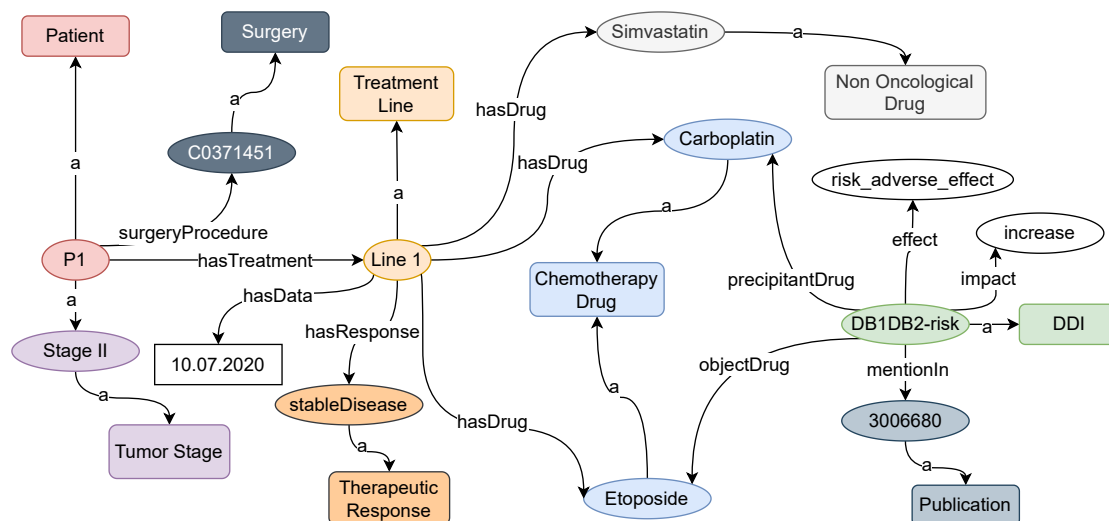 Patient
Surgery
Simvastatin
a
Non Oncological
Drug
Treatment
Line
a
hasDrug
C0371451
Carboplatin
hasDrug
a
risk_adverse_effect
a
a
surgeryProcedure
effect
increase
P1
hasTreatment
Line 1
Chemotherapy
Drug
precipitantDrug
impact
a
hasData
hasResponse
DB1DB2-risk
a
DDI
Stage II
10.07.2020
objectDrug
mentionIn
a
a
stableDisease
hasDrug
3006680
Tumor Stage
a
a
Therapeutic
Response
Etoposide
Publication